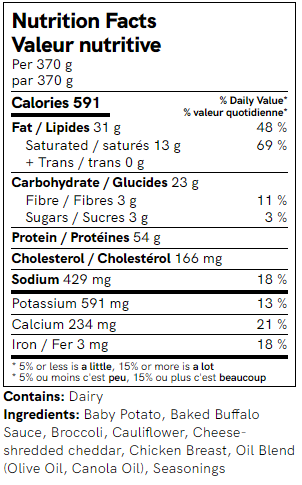 Nutrition Facts
Valeur nutritive
Per 370 g
par 370 g
Calories 591
% Daily Value*
% valeur quotidienne*
Fat / Lipides 31 g 48 %
Saturated / saturés 13 g 69 %
+ Trans / trans 0 g
Carbohydrate / Glucides 23 g
Fibre / Fibres 3 g 11 %
Sugars / Sucres 3 g 3 %
Protein / Protéines 54 g
Cholesterol / Cholestérol 166 mg
Sodium 429 mg 18 %
Potassium 591 mg 13 %
Calcium 234 mg 21 %
Iron / Fer 3 mg 18 %
* 5% or less is a little, 15% or more is a lot
* 5% ou moins c'est peu, 15% ou plus c'est beaucoup
Contains: Dairy
Ingredients: Baby Potato, Baked Buffalo
Sauce, Broccoli, Cauliflower, Cheese-
shredded cheddar, Chicken Breast, Oil Blend
(Olive Oil, Canola Oil), Seasonings